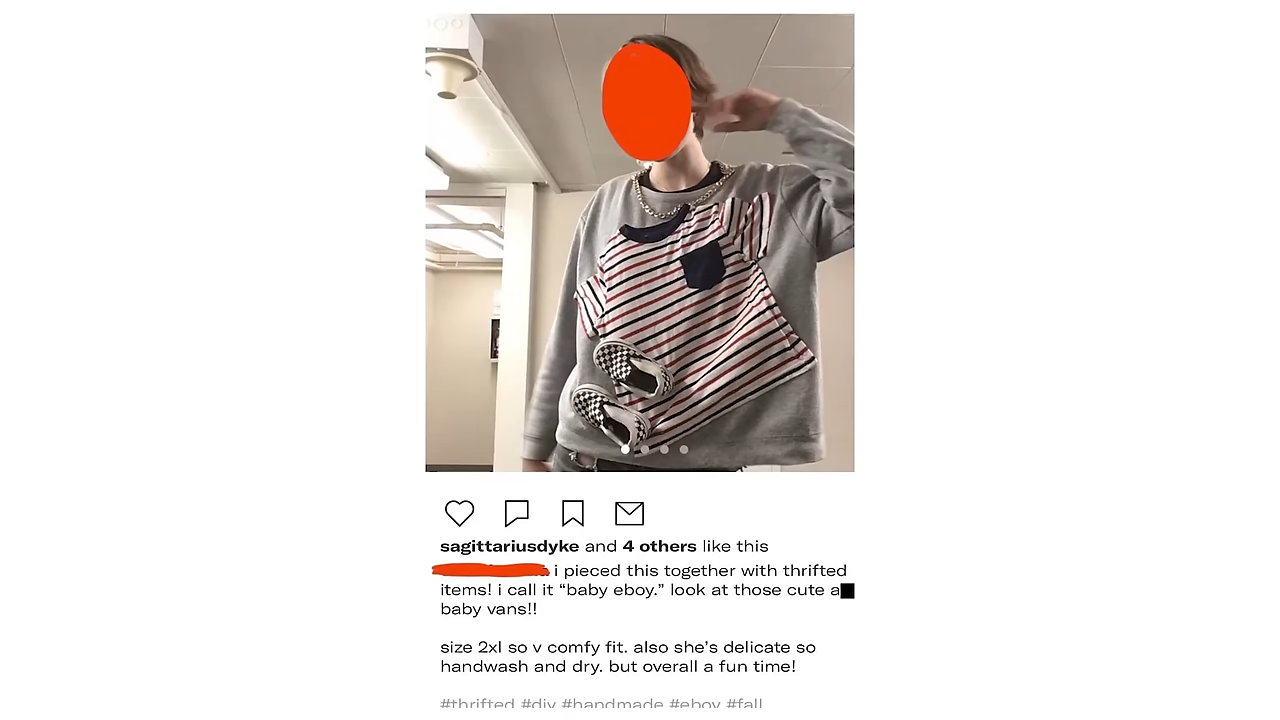 sagittariusdyke and 4 others like this
i pieced this together with thrifted
items! i call it “baby eboy.” look at those cute a
baby vans!!
size 2xl so v comfy fit. also she’s delicate so
handwash and dry. but overall a fun time!
#thrifted #diy #handmade #eboy #fall